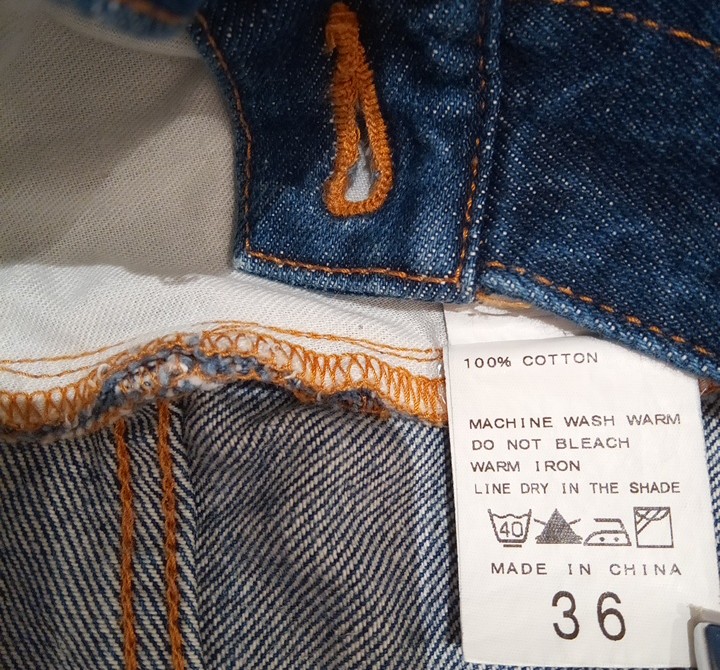 100% COTTON
MACHINE WASH WARM
DO NOT BLEACH
WARM IRON
LINE DRY IN THE SHADE
40
MADE IN CHINA
36